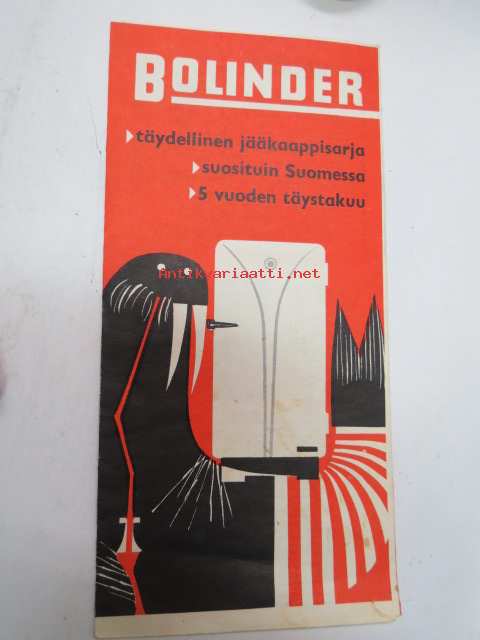 BOLINDER
täydellinen jääkaappisarja
suosituin Suomessa
5 vuoden täystakuu
Antikvariaatti.net